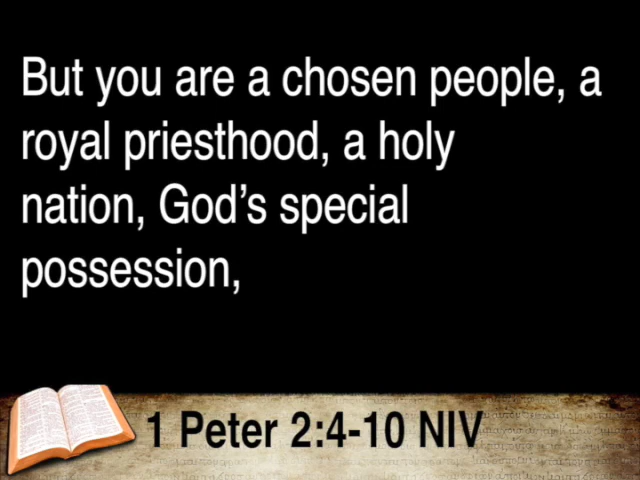 But you are a chosen people, a
royal priesthood, a holy
nation, God’s special
possession,
1 Peter 2:4-10 NIV